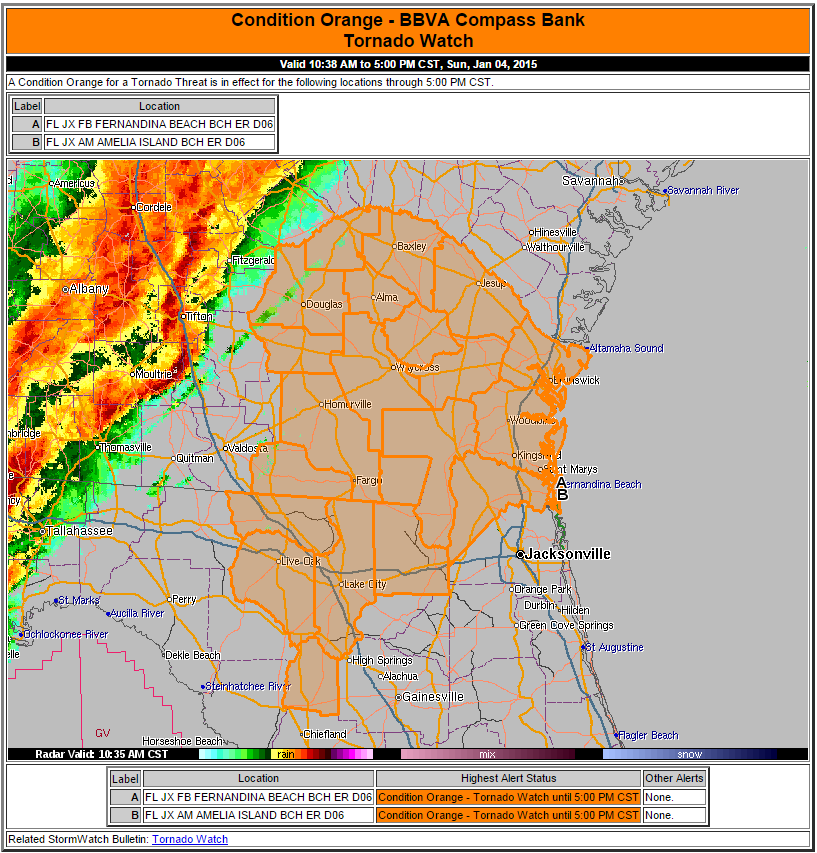 Condition Orange - BBVA Compass Bank
Tornado Watch
Valid 10:38 AM to 5:00 PM CST, Sun, Jan 04, 2015
A Condition Orange for a Tornado Threat is in effect for the following locations through 5:00 PM CST.
Label Location
A FL JX FB FERNANDINA BEACH BCH ER D06
B FL JX AM AMELIA ISLAND BCH ER D06
Americus
Savannah
Savannah River
Cordele
Hinesville
Baxley
Walthourville
Fitzgerald
Jesup
Albany
Alma
Douglas
Tifton
Altamaha Sound
Waycross
Moultrie
Homerville
Thomasville
Valdosta
Quitman
Saint Marys
Fargo
A
B
Tallahassee
Jacksonville
Live Oak
Lake City
Orange Park
St Marks
Perry
Durbin
Hilden
Aucilla River
Green Cove Springs
Ochlockonee River
St Augustine
Dekle Beach
High Springs
Alachua
Steinhatchee River
Gainesville
GV
Chiefland
Flagler Beach
Horseshoe Beach
Radar Valid: 10:35 AM CST rain mix snow
Label Location Highest Alert Status Other Alerts
A FL JX FB FERNANDINA BEACH BCH ER D06 Condition Orange - Tornado Watch until 5:00 PM CST None.
B FL JX AM AMELIA ISLAND BCH ER D06 Condition Orange - Tornado Watch until 5:00 PM CST None.
Related StormWatch Bulletin: Tornado Watch